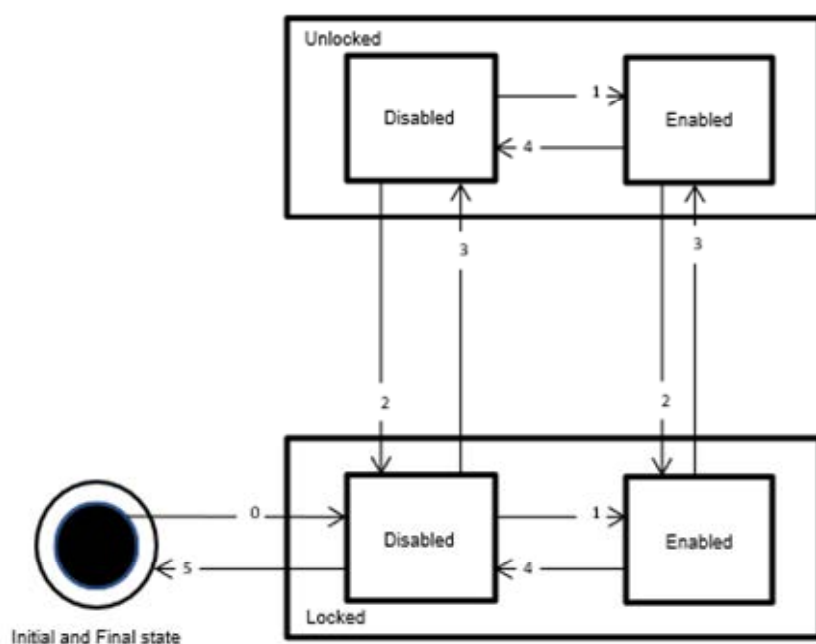 Unlocked
Disabled
1
Enabled
4
3
3
2
2
0
Disabled
1
Enabled
5
4
Locked
Initial and Final state